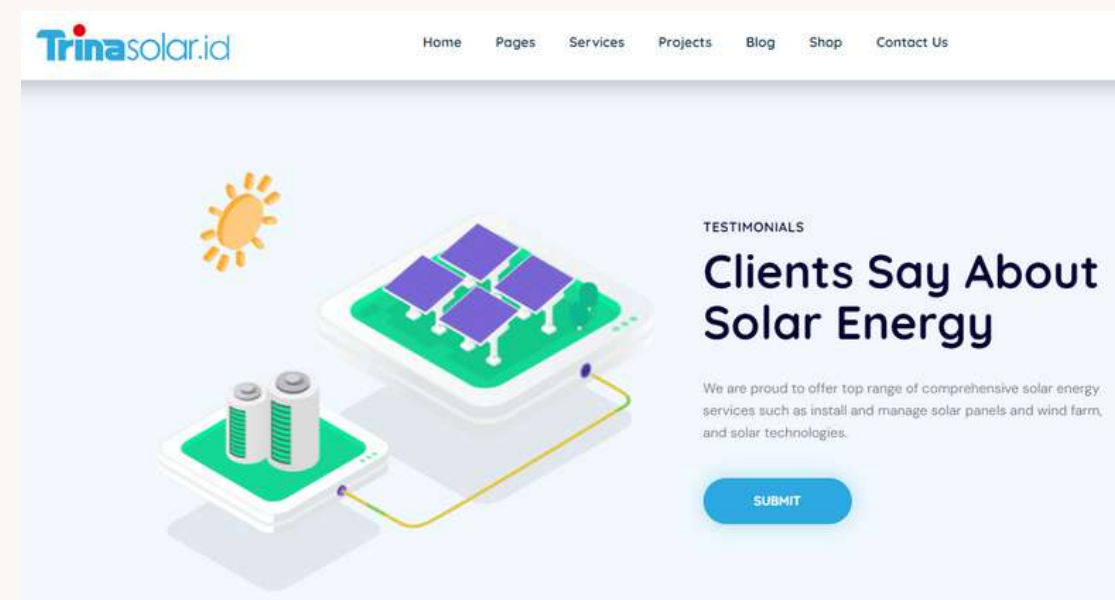 Trinasolar.id
Home Pages Services Projects Blog Shop Contact Us
TESTIMONIALS
Clients Say About
Solar Energy
We are proud to offer top range of comprehensive solar energy
services such as install and manage solar panels and wind farm,
and solar technologies.
SUBMIT